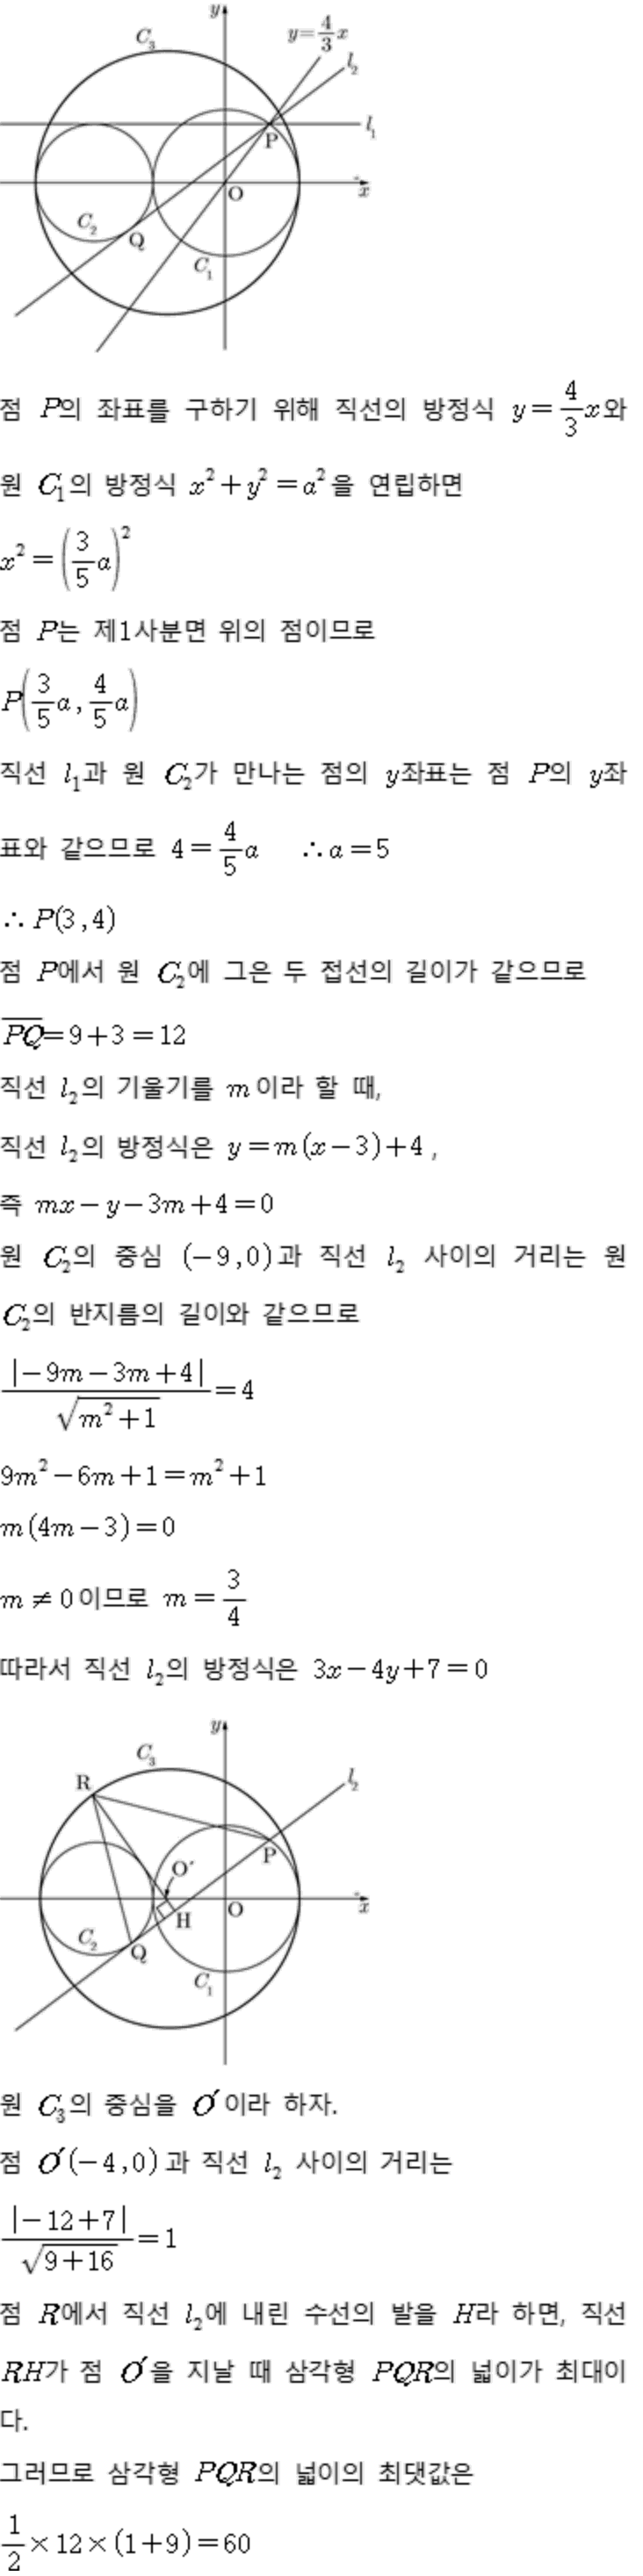 y
C₃
y=4/3x
l₂
l₁
P
O
x
C₂
Q
C₁
점 P의 좌표를 구하기 위해 직선의 방정식 y=4/3x와
원 C₁의 방정식 x²+y²=a²을 연립하면
x²=(3/5a)²
점 P는 제1사분면 위의 점이므로
P(3/5a, 4/5a)
직선 l₁과 원 C₂가 만나는 점의 y좌표는 점 P의 y좌
표와 같으므로 4=4/5a ∴a=5
∴P(3,4)
점 P에서 원 C₂에 그은 두 접선의 길이가 같으므로
P̅Q̅=9+3=12
직선 l₂의 기울기를 m이라 할 때,
직선 l₂의 방정식은 y=m(x-3)+4,
즉 mx-y-3m+4=0
원 C₂의 중심 (-9,0)과 직선 l₂ 사이의 거리는 원
C₂의 반지름의 길이와 같으므로
|-9m-3m+4|/√(m²+1)=4
9m²-6m+1=m²+1
m(4m-3)=0
m≠0이므로 m=3/4
따라서 직선 l₂의 방정식은 3x-4y+7=0
y
C₃
R
l₂
P
O′
O
x
H
C₂
Q
C₁
원 C₃의 중심을 O′이라 하자.
점 O′(-4,0)과 직선 l₂ 사이의 거리는
|-12+7|/√(9+16)=1
점 R에서 직선 l₂에 내린 수선의 발을 H라 하면, 직선
RH가 점 O′을 지날 때 삼각형 PQR의 넓이가 최대이
다.
그러므로 삼각형 PQR의 넓이의 최댓값은
1/2×12×(1+9)=60